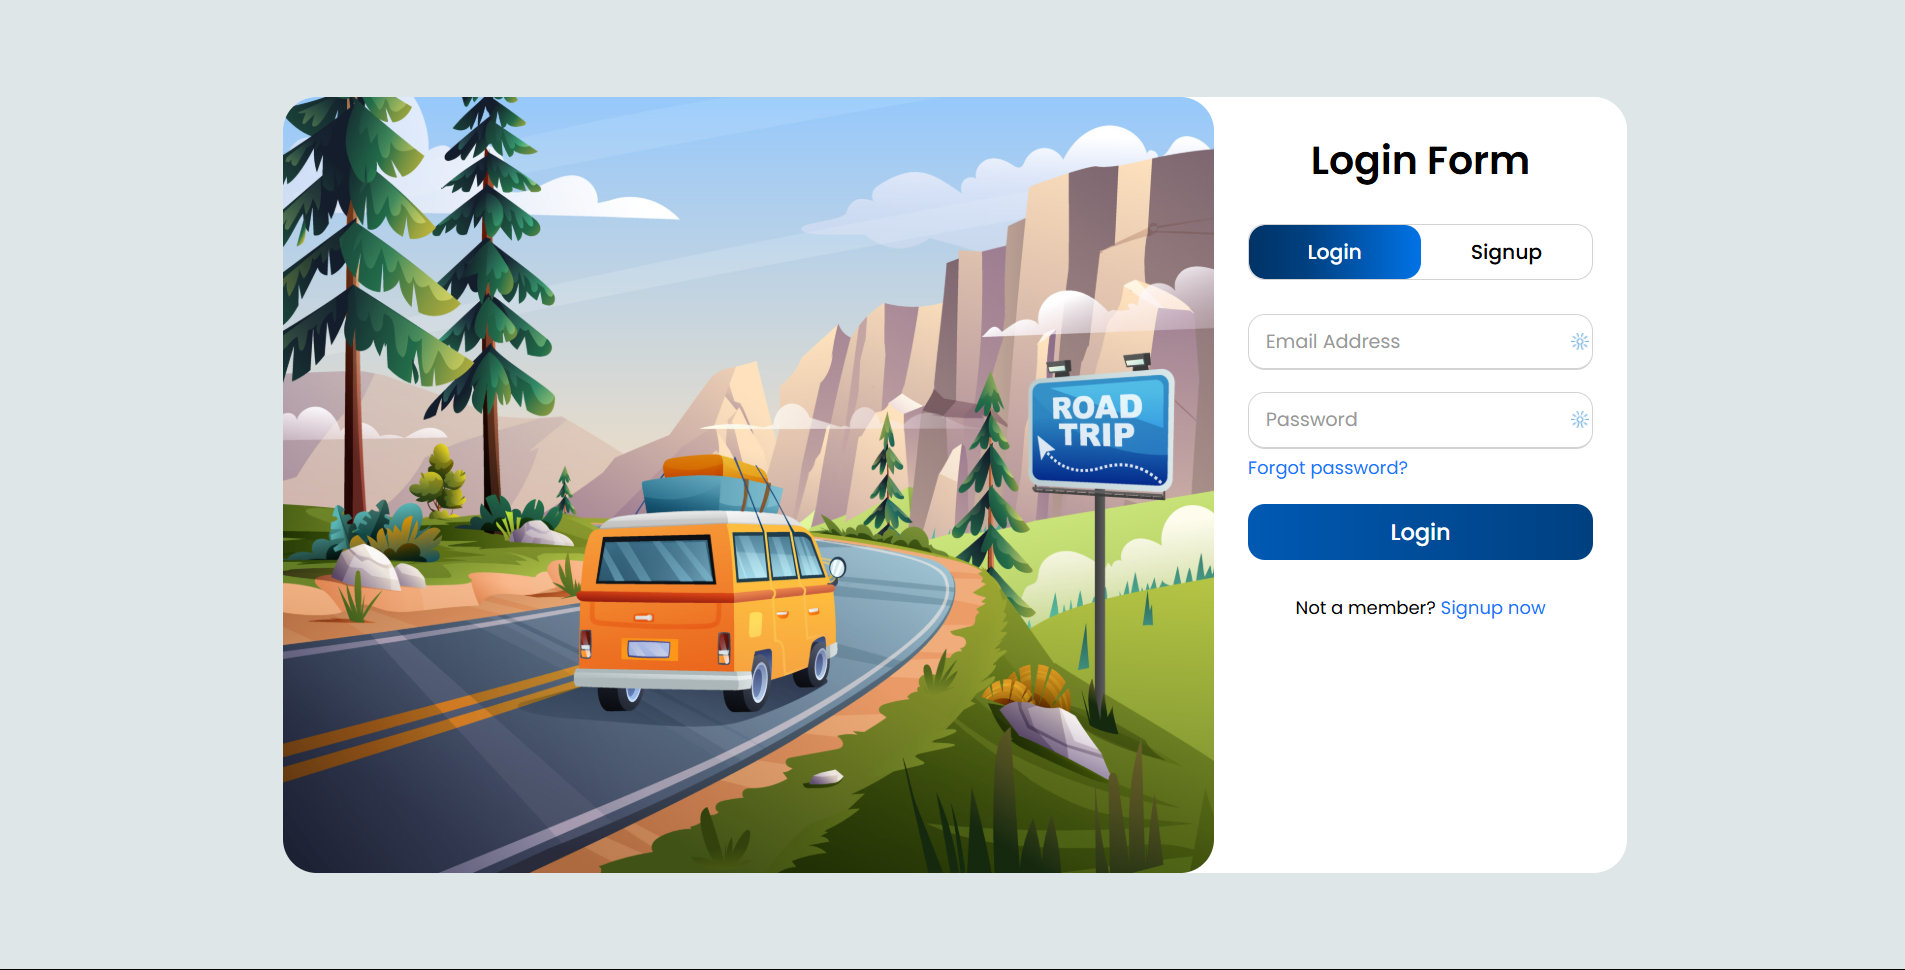 ROAD
TRIP
Login Form
Login
Signup
Email Address
Password
Forgot password?
Login
Not a member? Signup now